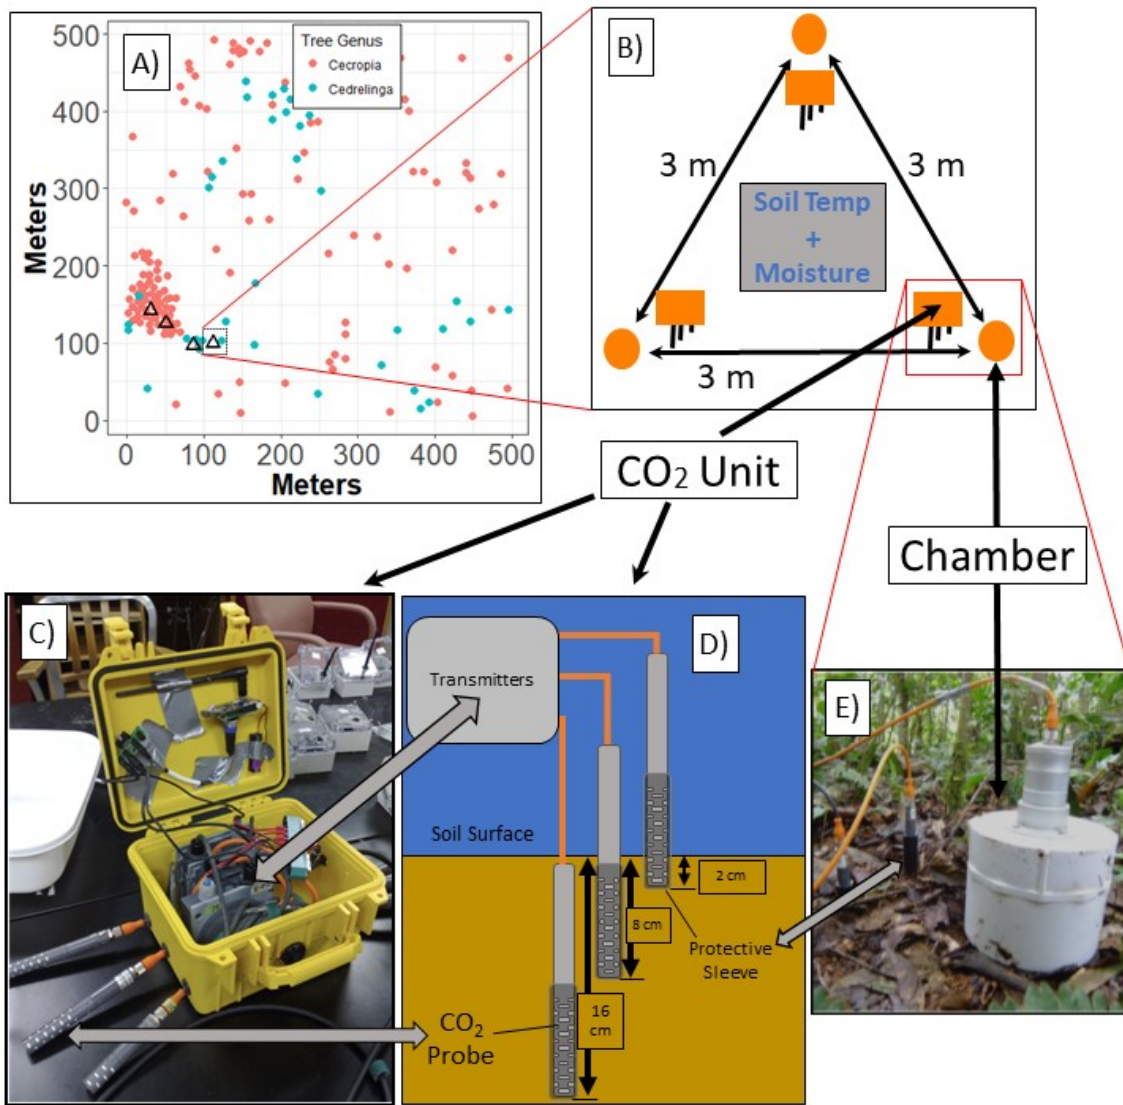 A)
Tree Genus
Cecropia
Cedrelinga
Meters
500
400
300
200
100
0
0 100 200 300 400 500
Meters
B)
3 m
3 m
Soil Temp
+
Moisture
3 m
CO₂ Unit
Chamber
C)
D)
Transmitters
Soil Surface
2 cm
8 cm
Protective
Sleeve
16
cm
CO₂
Probe
E)